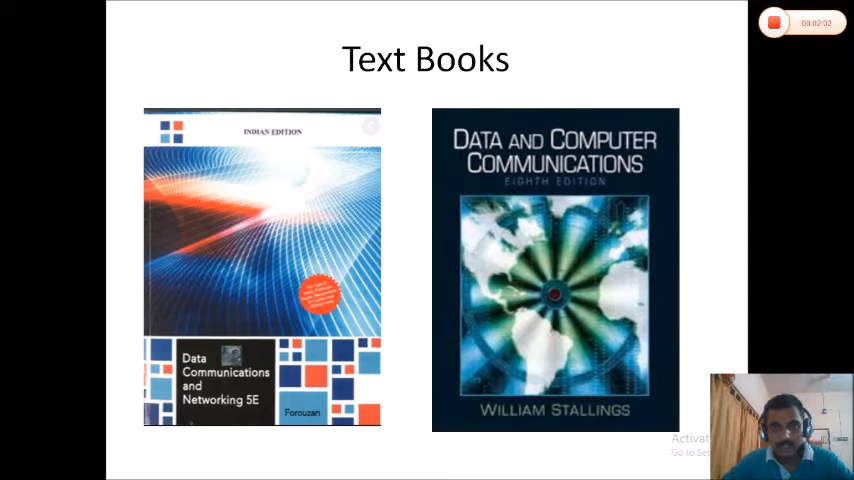 00:02:02
Text Books
INDIAN EDITION
Data
Communications
and
Networking 5E
Forouzan
DATA AND COMPUTER
COMMUNICATIONS
EIGHTH EDITION
WILLIAM STALLINGS
Activat
Go to Set